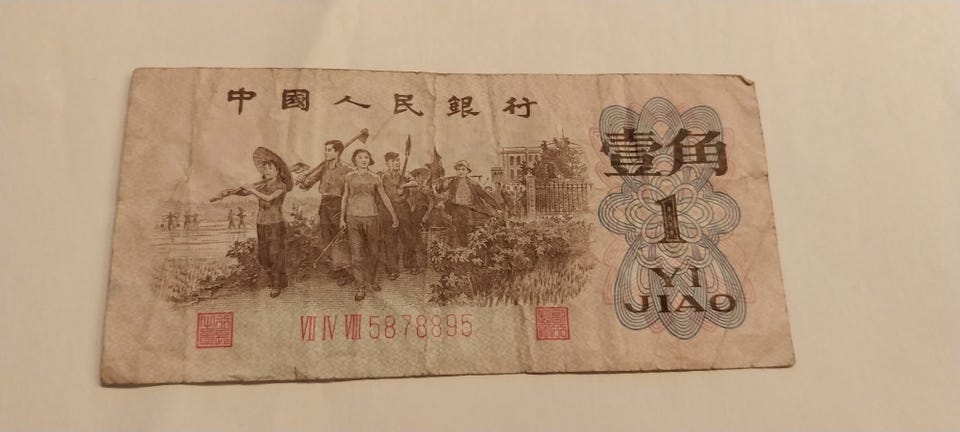 中國人民銀行
壹角
1
YI
JIAO
Ⅶ Ⅳ Ⅷ 5878895